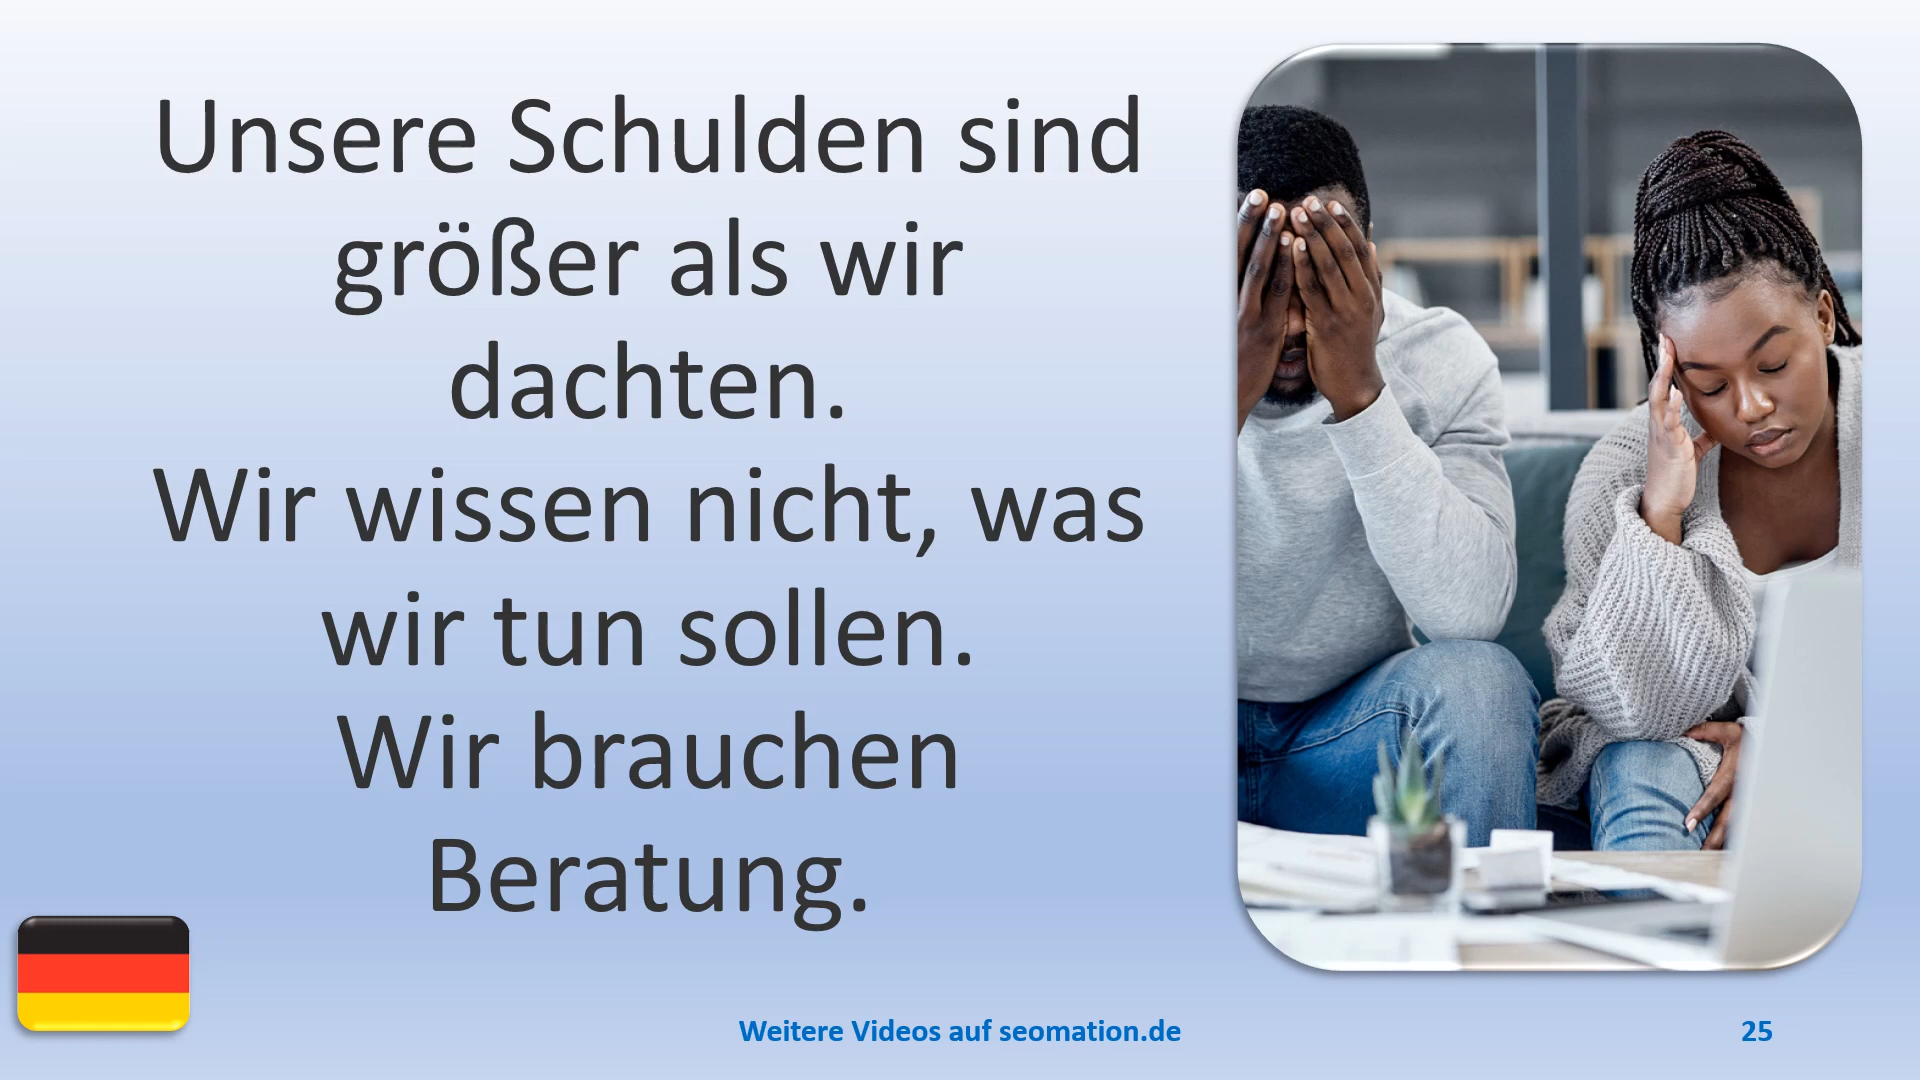 Unsere Schulden sind
größer als wir
dachten.
Wir wissen nicht, was
wir tun sollen.
Wir brauchen
Beratung.
Weitere Videos auf seomation.de
25